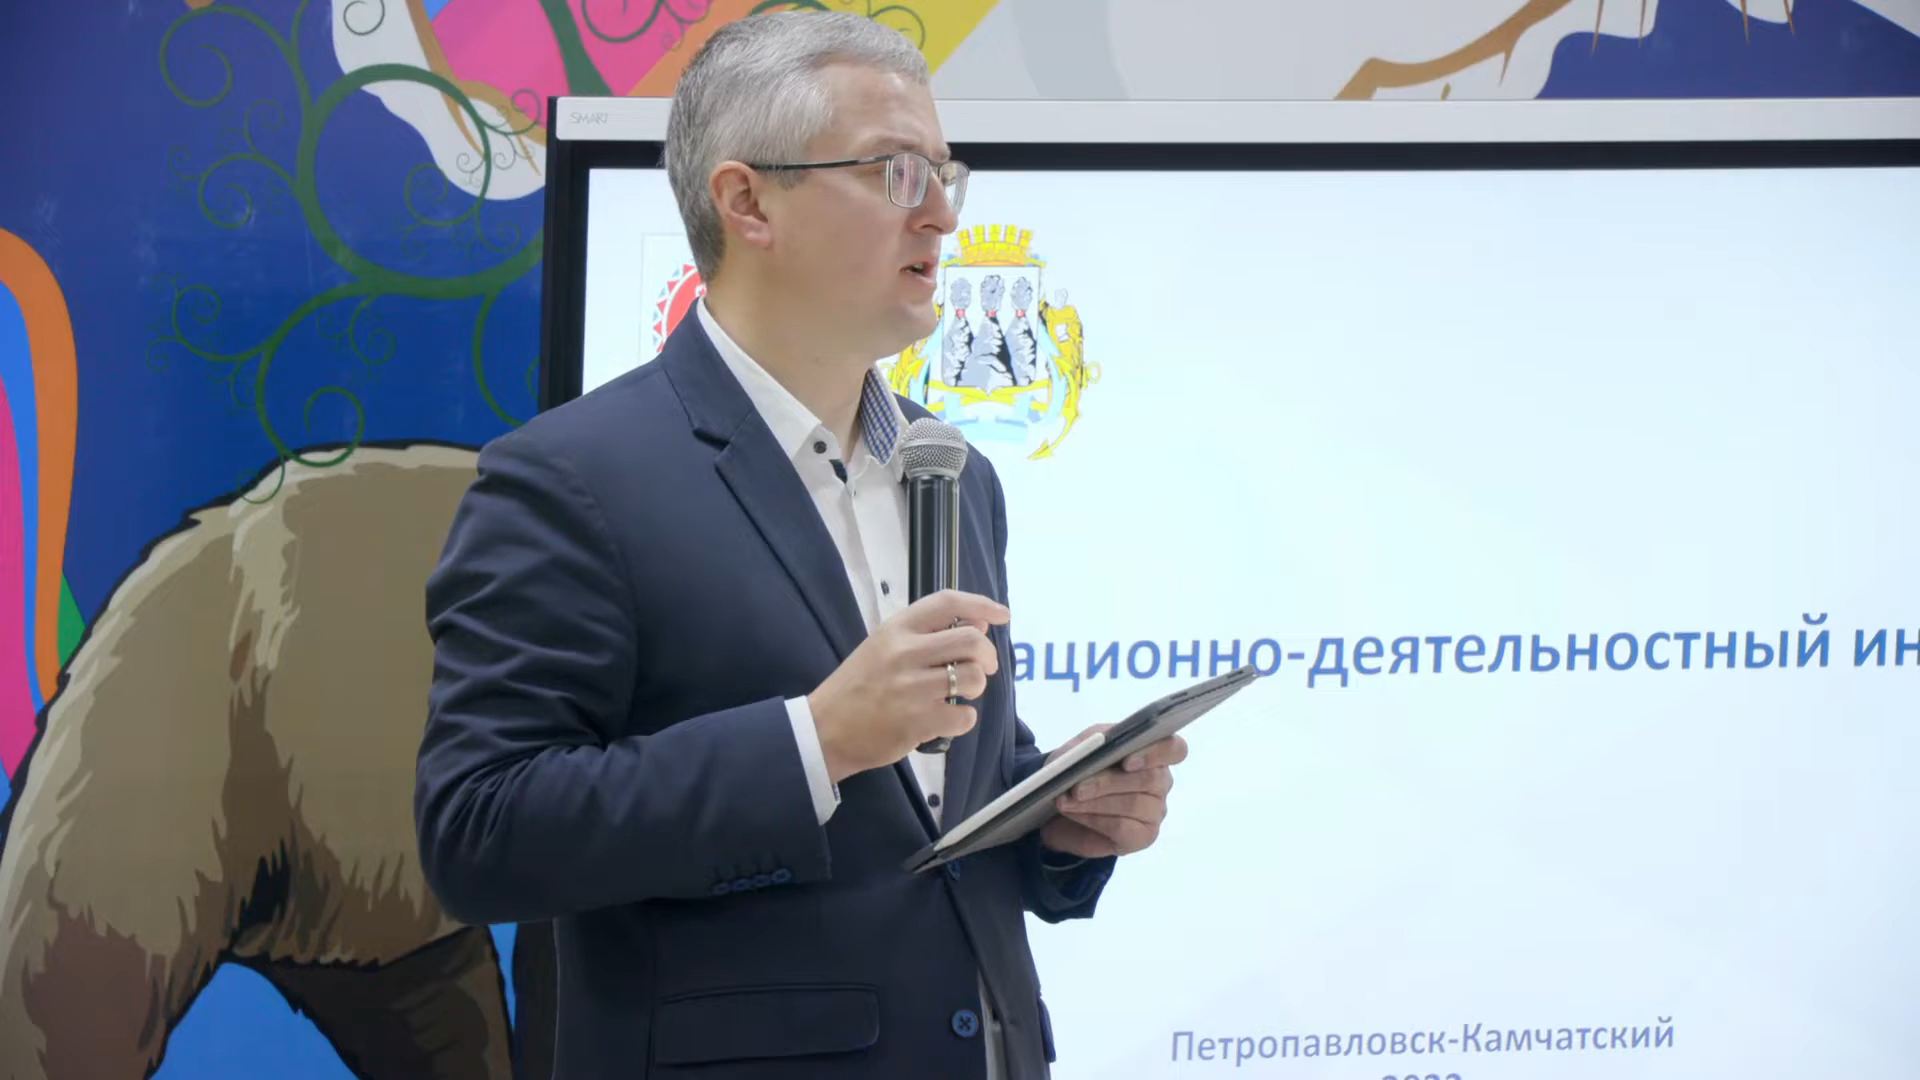 SMART
ационно-деятельностный ин
Петропавловск-Камчатский